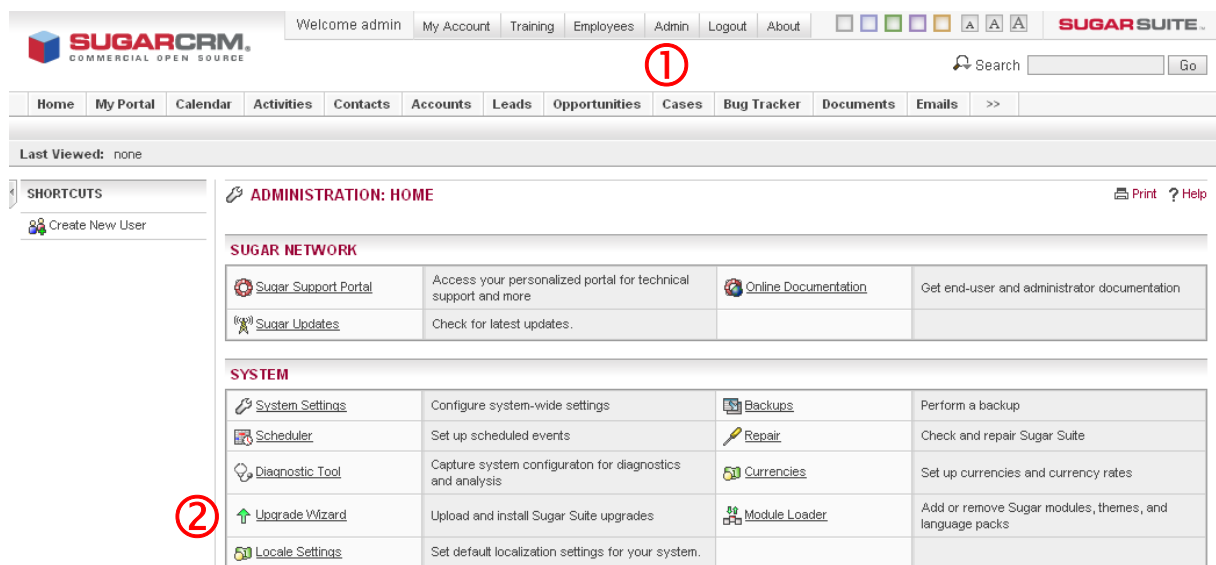 Welcome admin My Account Training Employees Admin Logout About A A A SUGARSUITE
SUGARCRM.
COMMERCIAL OPEN SOURCE
1
Search Go
Home My Portal Calendar Activities Contacts Accounts Leads Opportunities Cases Bug Tracker Documents Emails >>
Last Viewed: none
SHORTCUTS
Create New User
ADMINISTRATION: HOME Print ? Help
SUGAR NETWORK
Sugar Support Portal Access your personalized portal for technical
support and more Online Documentation Get end-user and administrator documentation
Sugar Updates Check for latest updates.
SYSTEM
System Settings Configure system-wide settings Backups Perform a backup
Scheduler Set up scheduled events Repair Check and repair Sugar Suite
Diagnostic Tool Capture system configuraton for diagnostics
and analysis Currencies Set up currencies and currency rates
2 Upgrade Wizard Upload and install Sugar Suite upgrades Module Loader Add or remove Sugar modules, themes, and
language packs
Locale Settings Set default localization settings for your system.